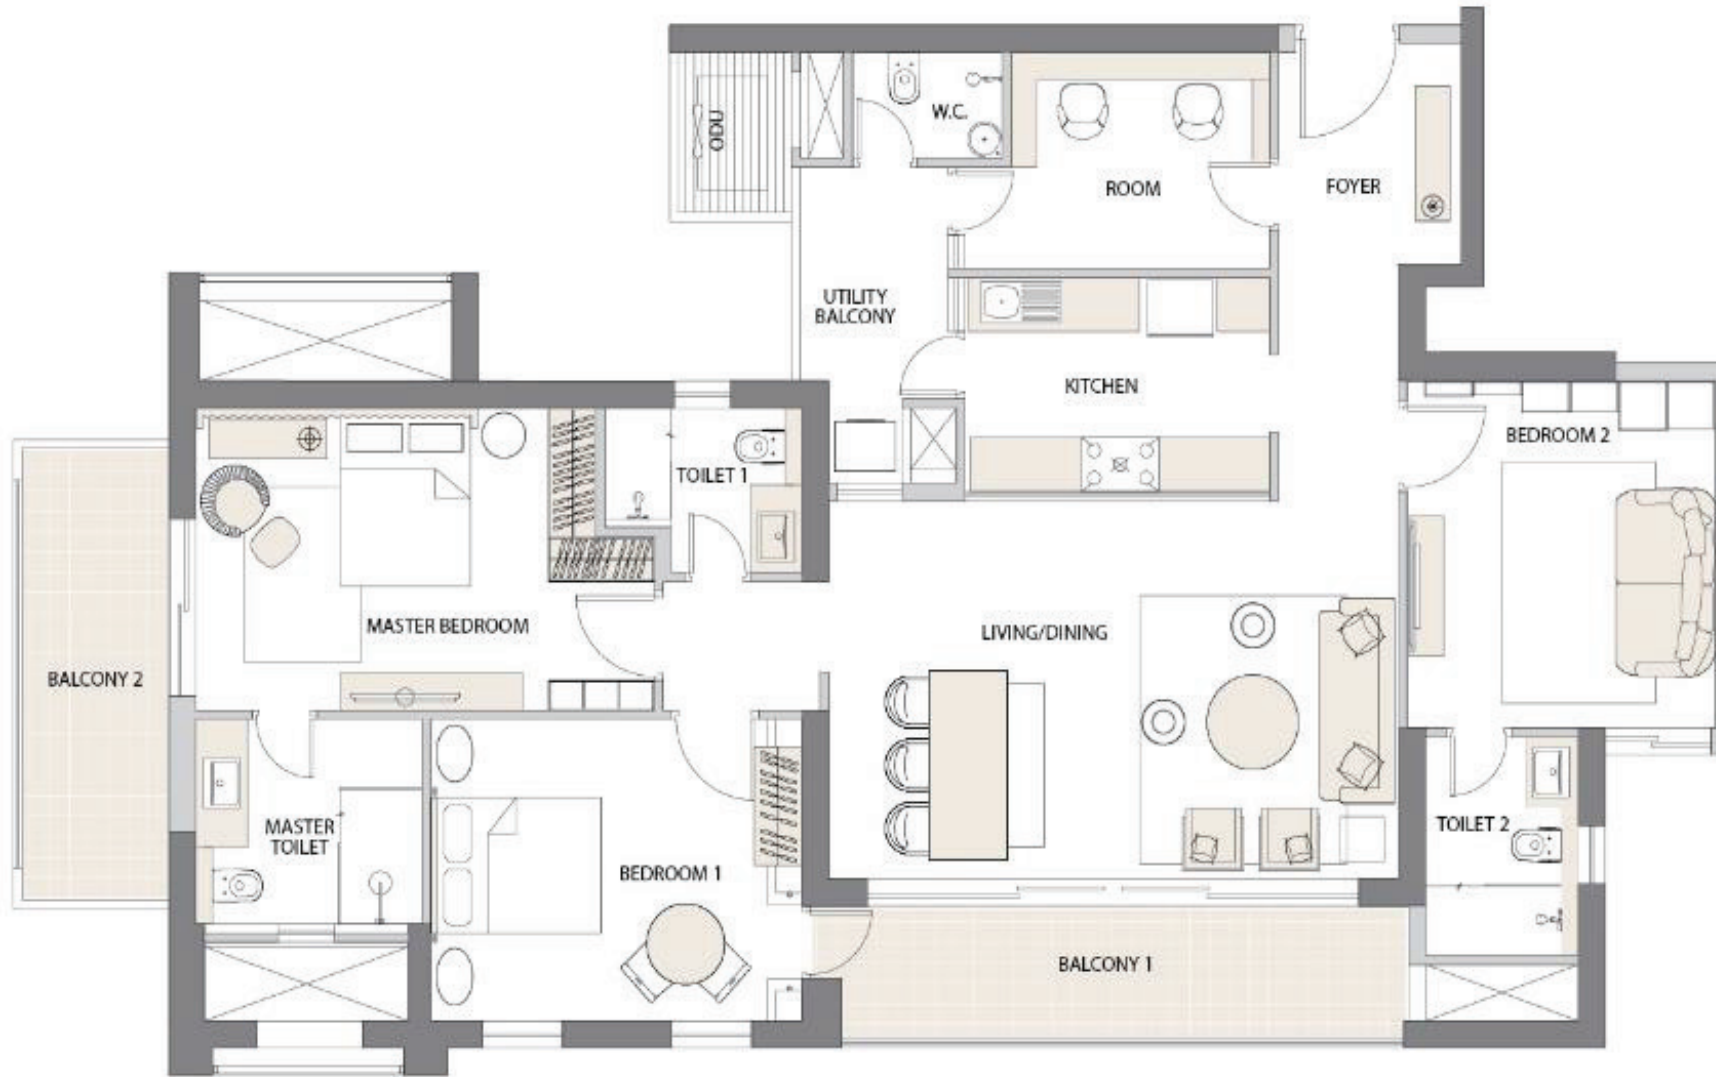 ODU
W.C.
ROOM
FOYER
UTILITY
BALCONY
KITCHEN
BEDROOM 2
TOILET 1
MASTER BEDROOM
LIVING/DINING
BALCONY 2
MASTER
TOILET
TOILET 2
BEDROOM 1
BALCONY 1